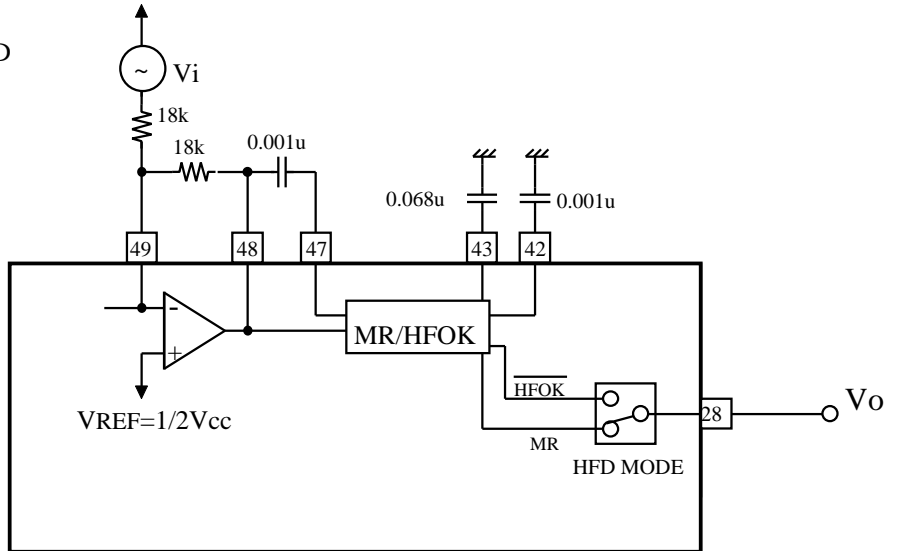 D
~
Vi
18k
18k
0.001u
0.068u
0.001u
49
48
47
43
42
-
+
MR/HFOK
VREF=1/2Vcc
HFOK
MR
HFD MODE
28
Vo